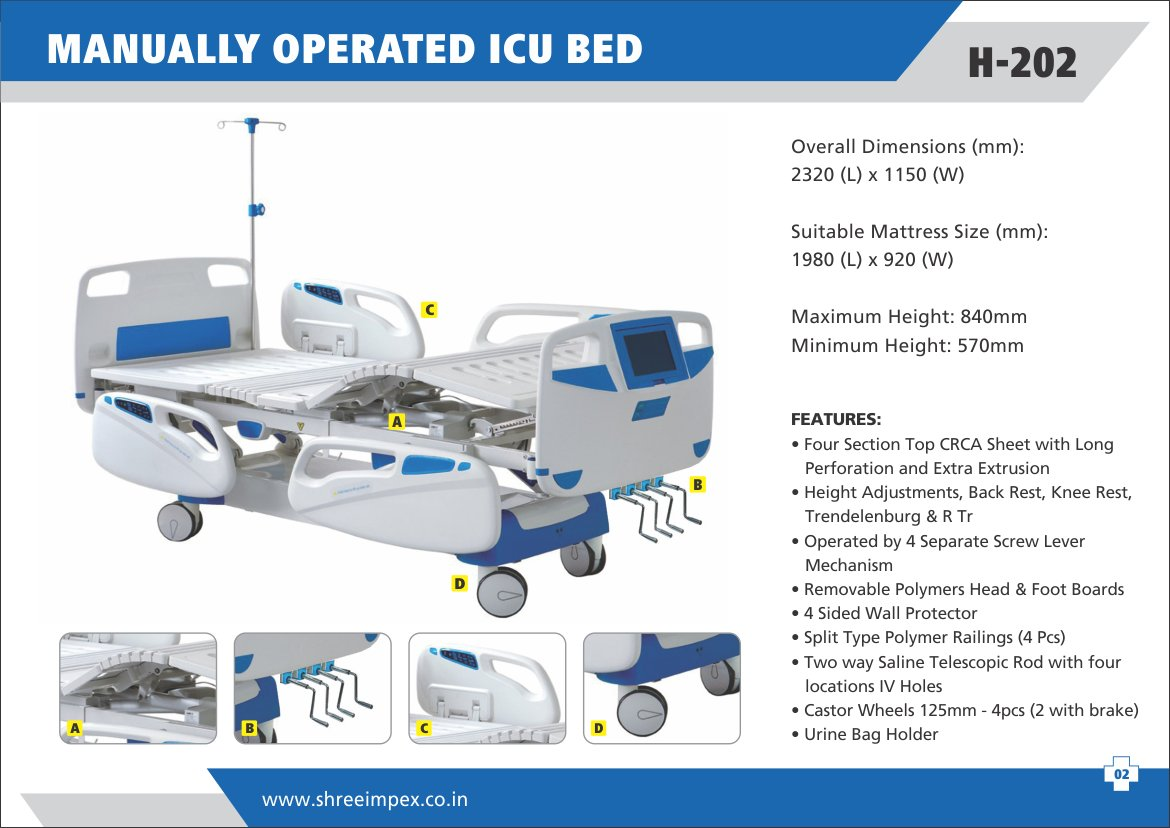 MANUALLY OPERATED ICU BED
H-202
Overall Dimensions (mm):
2320 (L) x 1150 (W)
Suitable Mattress Size (mm):
1980 (L) x 920 (W)
Maximum Height: 840mm
Minimum Height: 570mm
FEATURES:
• Four Section Top CRCA Sheet with Long
Perforation and Extra Extrusion
• Height Adjustments, Back Rest, Knee Rest,
Trendelenburg & R Tr
• Operated by 4 Separate Screw Lever
Mechanism
• Removable Polymers Head & Foot Boards
• 4 Sided Wall Protector
• Split Type Polymer Railings (4 Pcs)
• Two way Saline Telescopic Rod with four
locations IV Holes
• Castor Wheels 125mm - 4pcs (2 with brake)
• Urine Bag Holder
C
A
B
D
A
B
C
D
02
www.shreeimpex.co.in